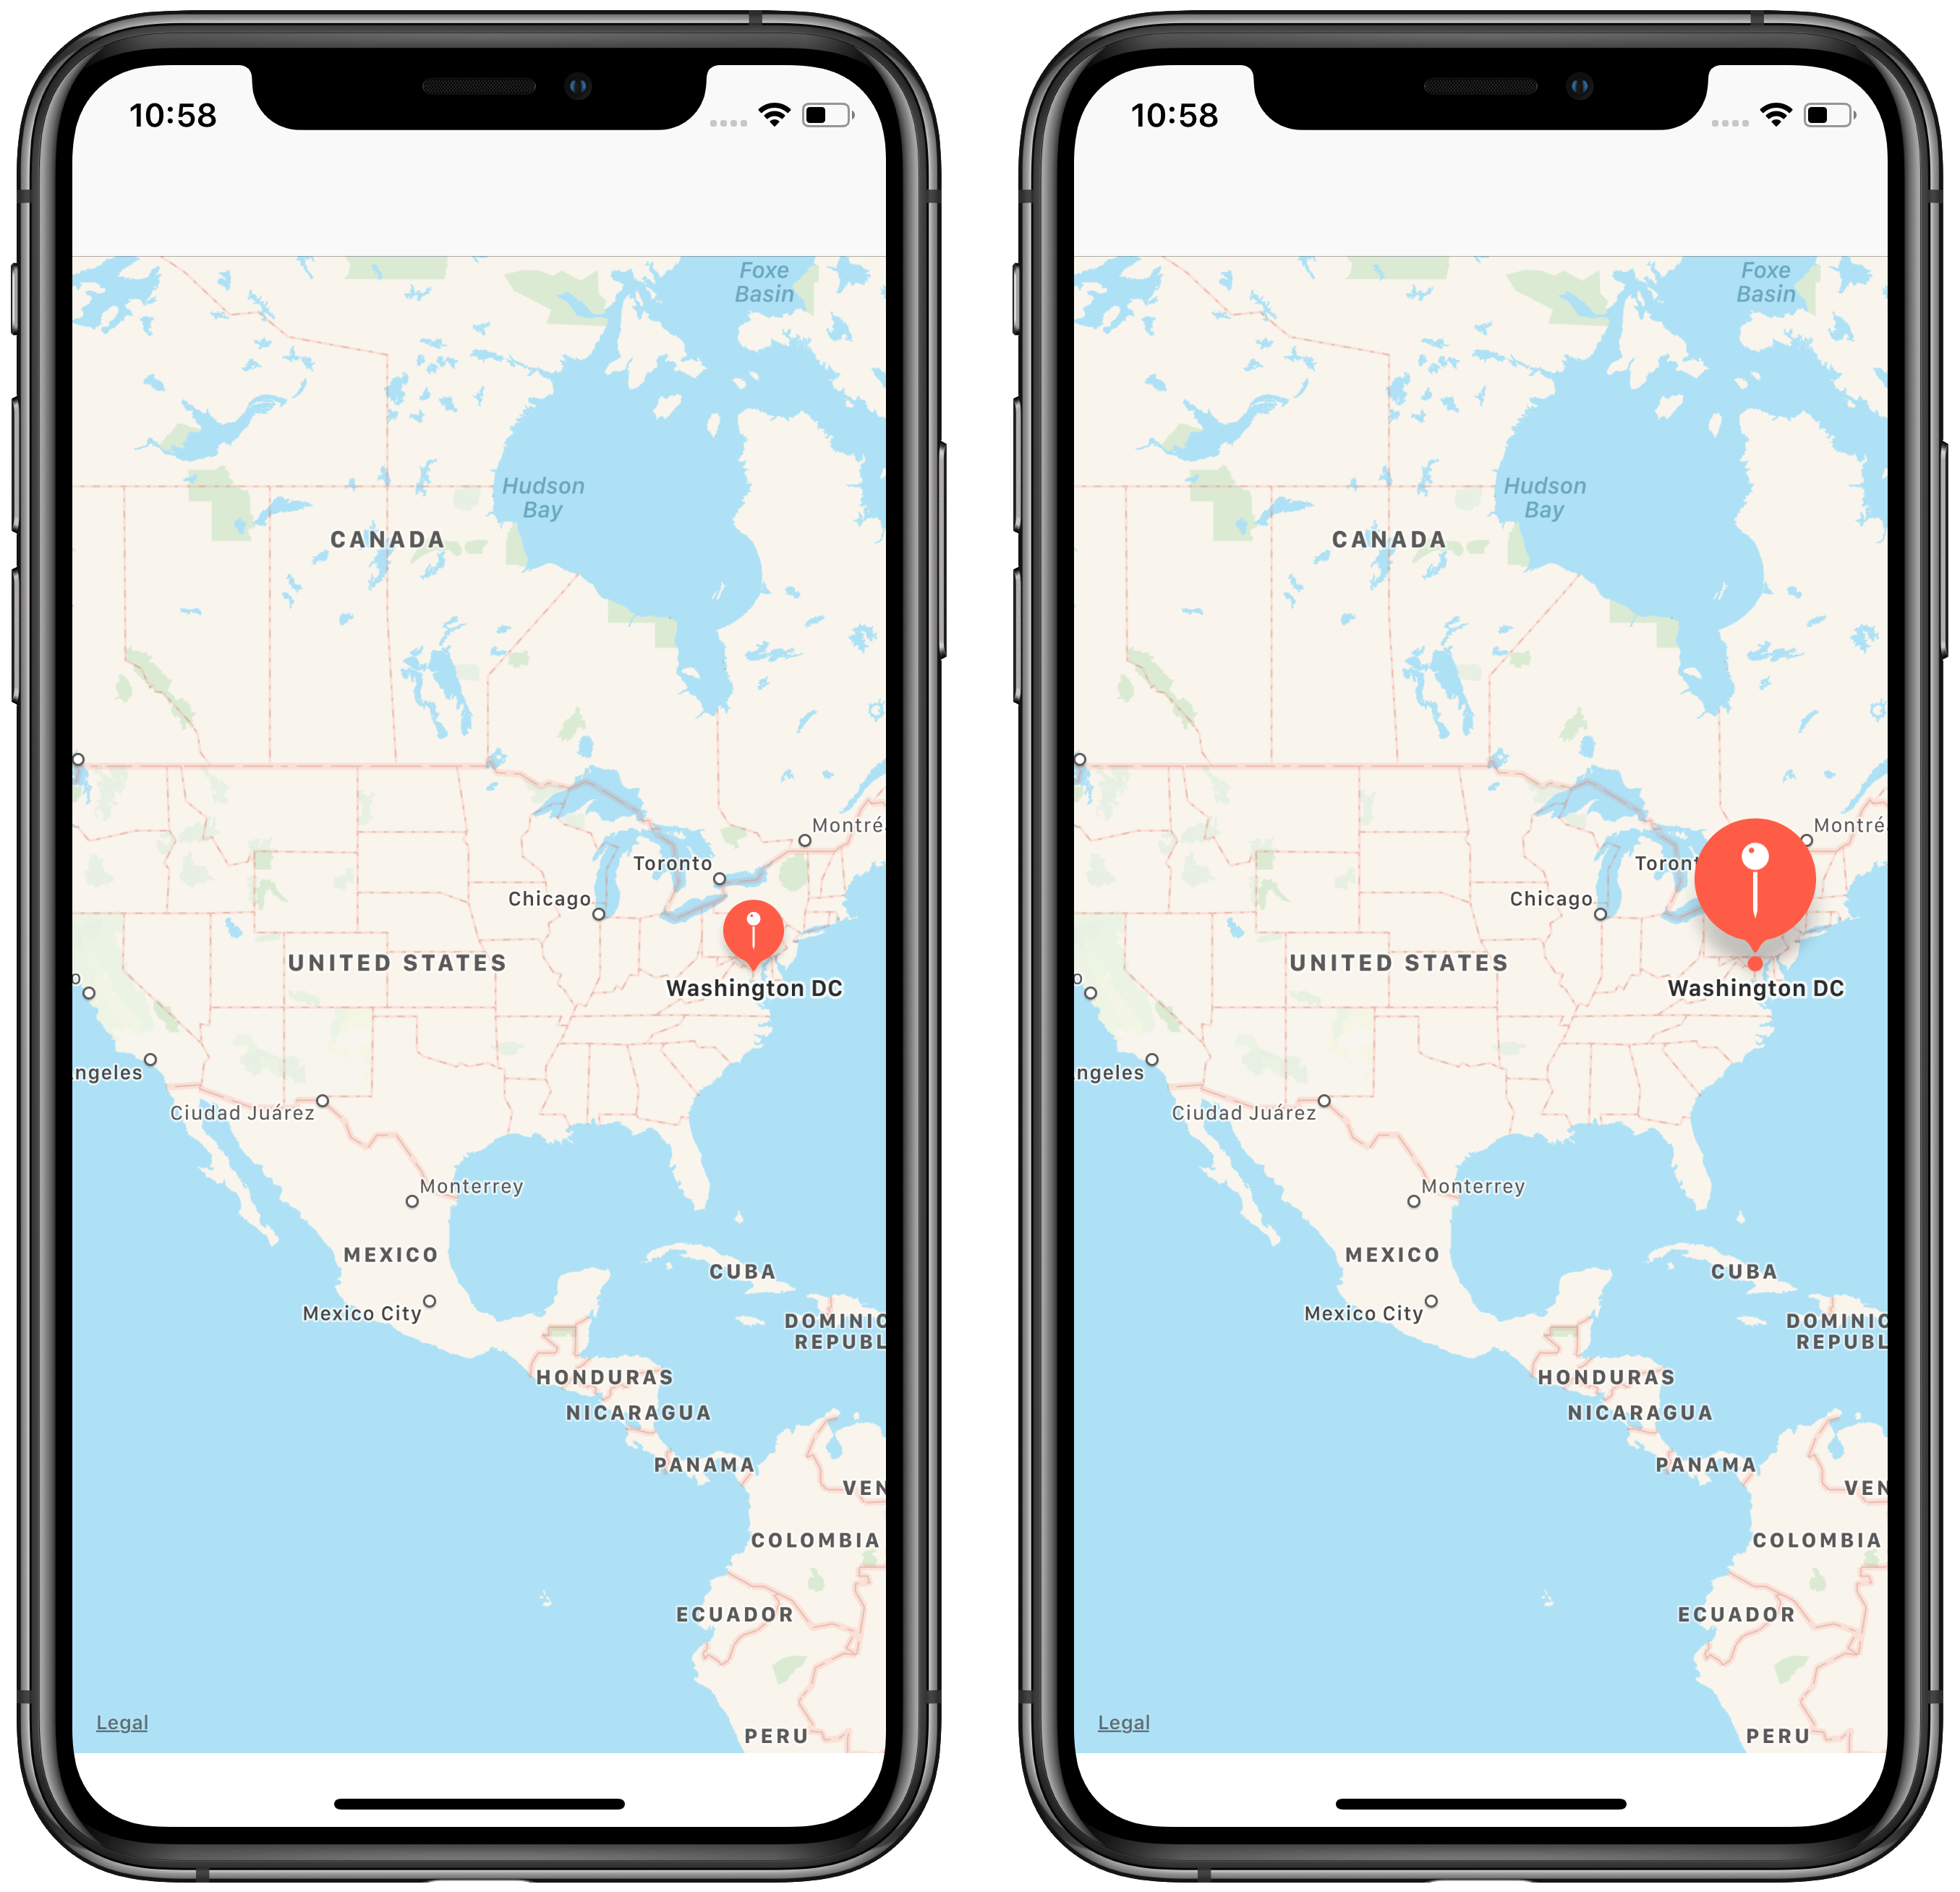 10:58
Foxe
Basin
Hudson
Bay
CANADA
Montré
Toronto
Chicago
UNITED STATES
Washington DC
o
ngeles
Ciudad Juárez
Monterrey
MEXICO
CUBA
Mexico City
DOMINIC
REPUBL
HONDURAS
NICARAGUA
PANAMA
VEN
COLOMBIA
ECUADOR
Legal
PERU
10:58
Foxe
Basin
Hudson
Bay
CANADA
Montré
Toront
Chicago
UNITED STATES
Washington DC
o
ngeles
Ciudad Juárez
Monterrey
MEXICO
CUBA
Mexico City
DOMINIC
REPUBL
HONDURAS
NICARAGUA
PANAMA
VEN
COLOMBIA
ECUADOR
Legal
PERU